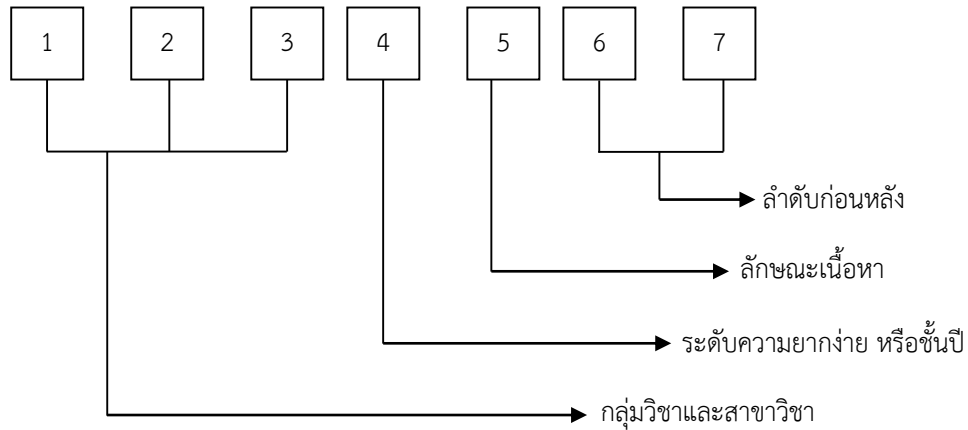 1 2 3 4 5 6 7
ลำดับก่อนหลัง
ลักษณะเนื้อหา
ระดับความยากง่าย หรือชั้นปี
กลุ่มวิชาและสาขาวิชา